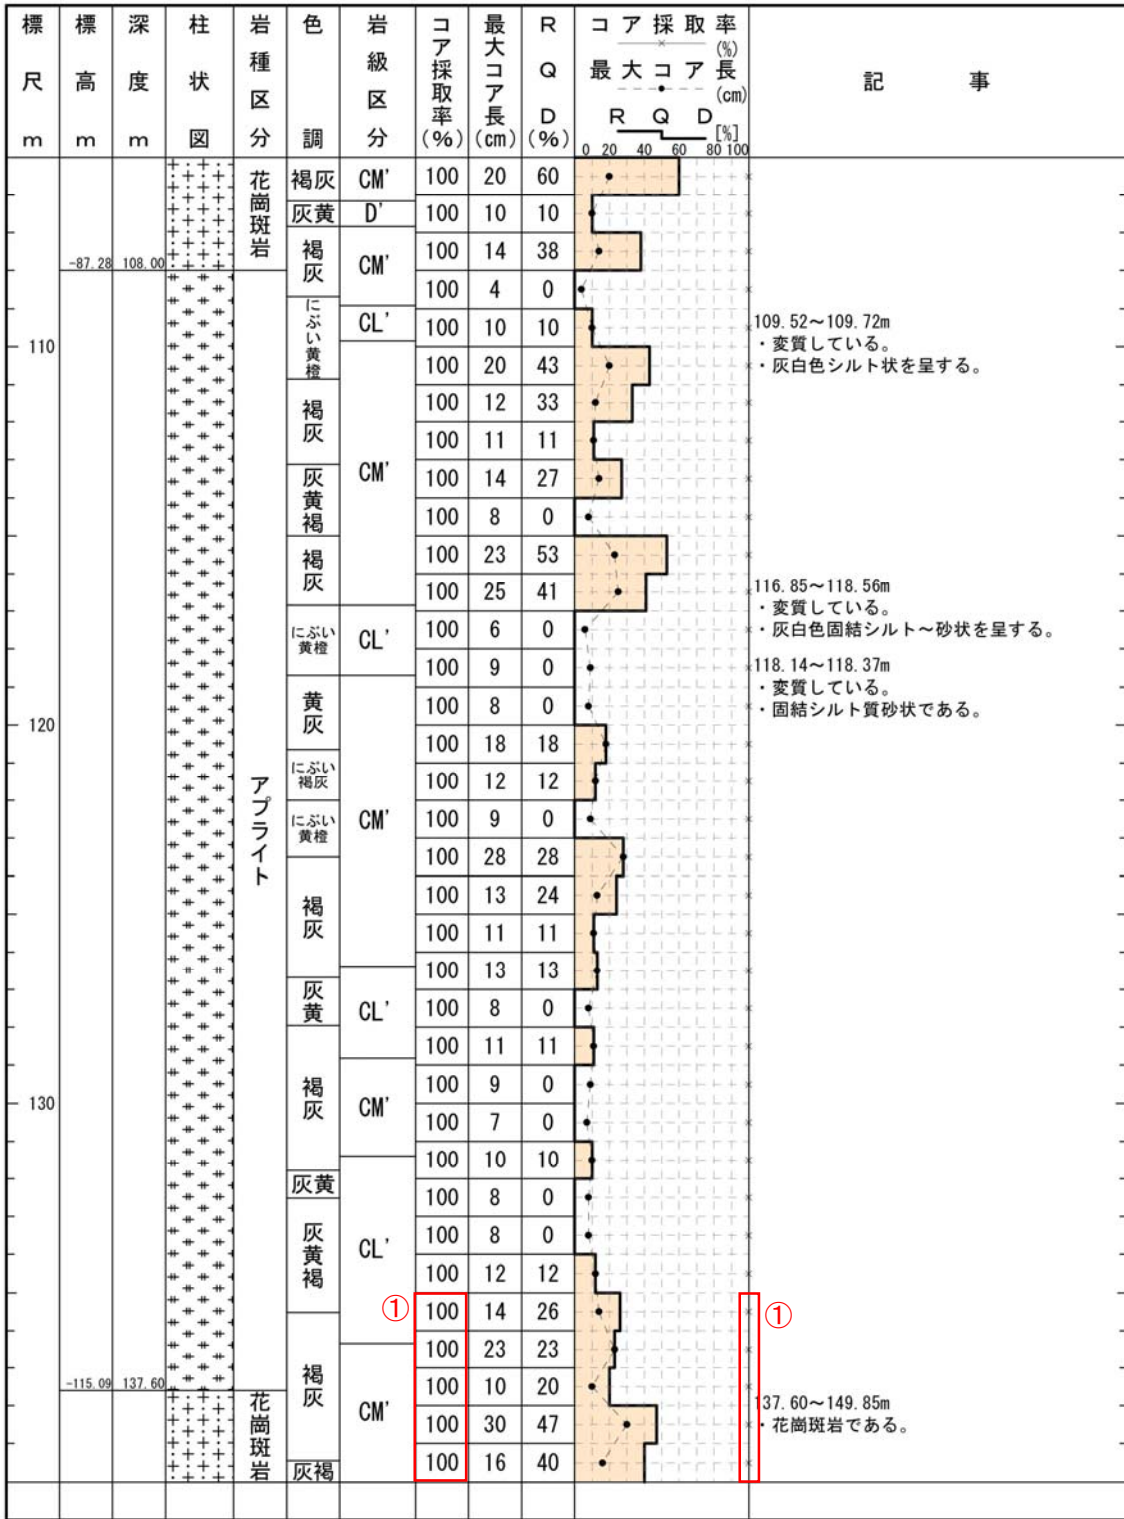 標尺 m
標高 m
深度 m
柱状図
岩種区分
色調
岩級区分
コア採取率(%)
最大コア長(cm)
RQD(%)
コア採取率
(%)
最大コア長
(cm)
RQD
[%]
0 20 40 60 80 100
記事
花崗斑岩
褐灰 CM' 100 20 60
灰黄 D' 100 10 10
褐灰 CM' 100 14 38
-87.28 108.00
100 4 0
にぶい黄橙 CL' 100 10 10
109.52～109.72m
・変質している。
・灰白色シルト状を呈する。
110
100 20 43
褐灰 100 12 33
100 11 11
CM'
灰黄褐 100 14 27
100 8 0
褐灰 100 23 53
100 25 41
116.85～118.56m
・変質している。
・灰白色固結シルト～砂状を呈する。
にぶい黄橙 CL' 100 6 0
100 9 0
118.14～118.37m
・変質している。
・固結シルト質砂状である。
黄灰 100 8 0
120
100 18 18
にぶい褐灰 100 12 12
アプライト
にぶい黄橙 CM' 100 9 0
100 28 28
褐灰 100 13 24
100 11 11
100 13 13
灰黄 CL' 100 8 0
100 11 11
褐灰 CM' 100 9 0
130
100 7 0
100 10 10
灰黄 100 8 0
灰黄褐 CL' 100 8 0
100 12 12
① 100 14 26 ①
100 23 23
褐灰 100 10 20
-115.09 137.60
137.60～149.85m
・花崗斑岩である。
花崗斑岩
CM' 100 30 47
灰褐 100 16 40